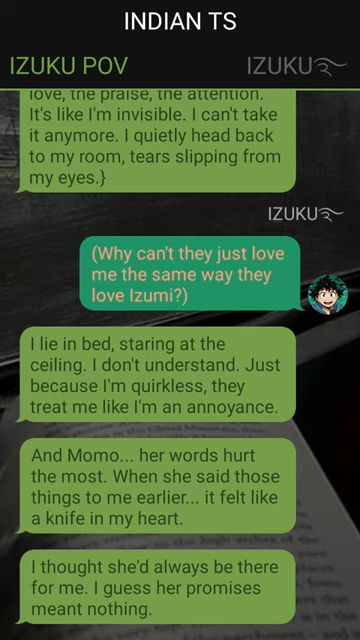 INDIAN TS
IZUKU POV
IZUKU
love, the praise, the attention.
It's like I'm invisible. I can't take
it anymore. I quietly head back
to my room, tears slipping from
my eyes.}
IZUKU
(Why can't they just love
me the same way they
love Izumi?)
I lie in bed, staring at the
ceiling. I don't understand. Just
because I'm quirkless, they
treat me like I'm an annoyance.
And Momo... her words hurt
the most. When she said those
things to me earlier... it felt like
a knife in my heart.
I thought she'd always be there
for me. I guess her promises
meant nothing.